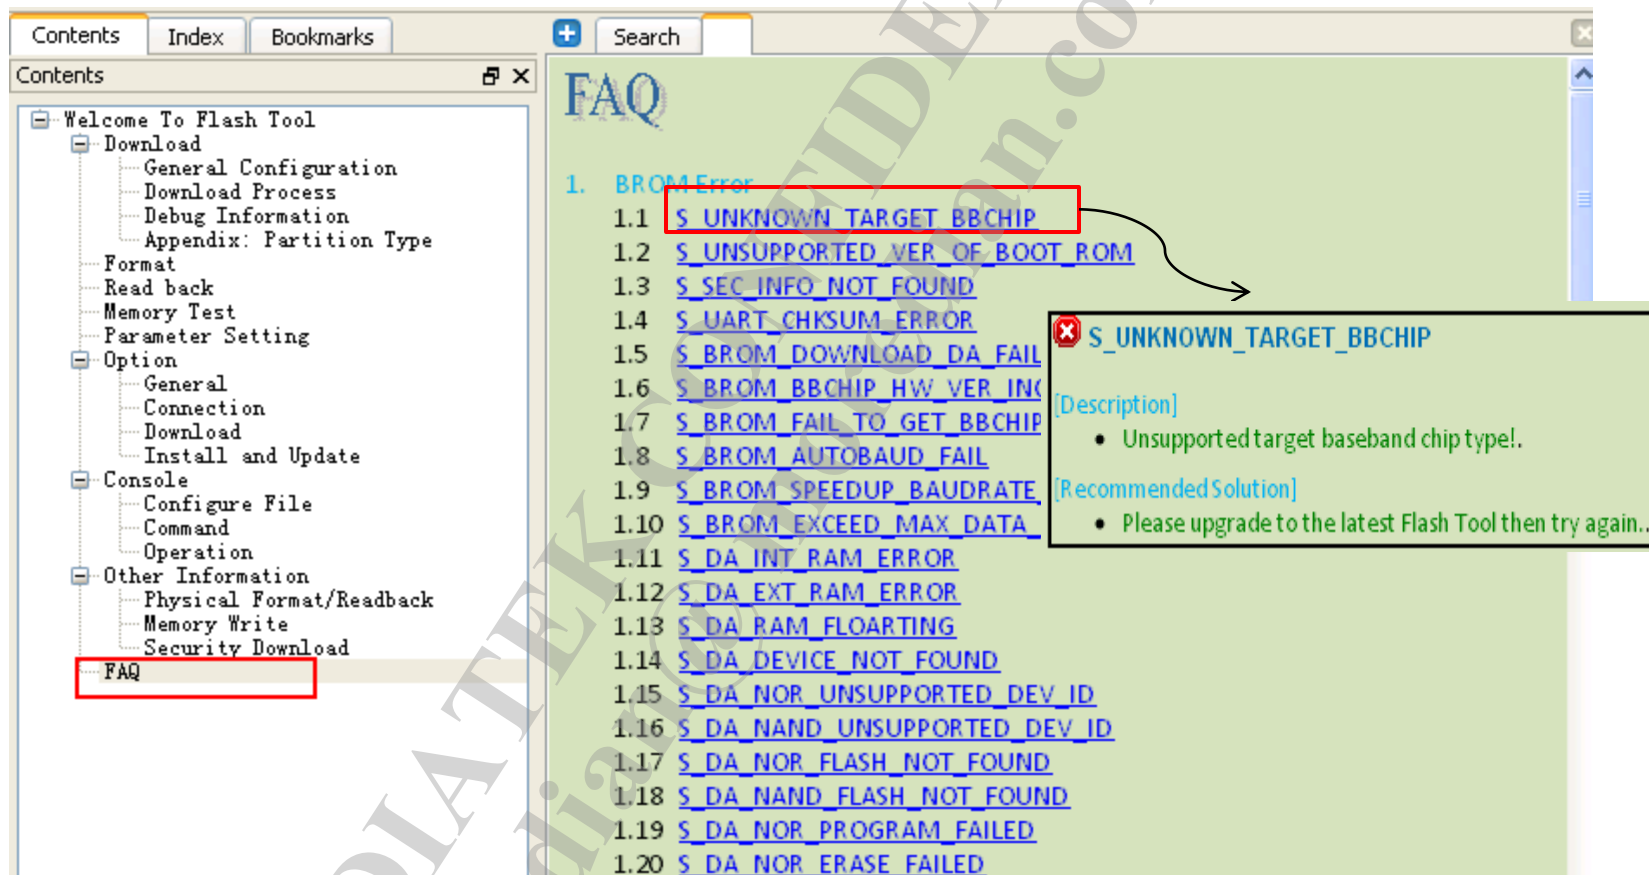 Contents
Index
Bookmarks
Search
Contents
Welcome To Flash Tool
Download
General Configuration
Download Process
Debug Information
Appendix: Partition Type
Format
Read back
Memory Test
Parameter Setting
Option
General
Connection
Download
Install and Update
Console
Configure File
Command
Operation
Other Information
Physical Format/Readback
Memory Write
Security Download
FAQ
FAQ
1. BROM Error
1.1 S_UNKNOWN_TARGET_BBCHIP
1.2 S_UNSUPPORTED_VER_OF_BOOT_ROM
1.3 S_SEC_INFO_NOT_FOUND
1.4 S_UART_CHKSUM_ERROR
1.5 S_BROM_DOWNLOAD_DA_FAIL
1.6 S_BROM_BBCHIP_HW_VER_INC
1.7 S_BROM_FAIL_TO_GET_BBCHIP
1.8 S_BROM_AUTOBAUD_FAIL
1.9 S_BROM_SPEEDUP_BAUDRATE_
1.10 S_BROM_EXCEED_MAX_DATA_
1.11 S_DA_INT_RAM_ERROR
1.12 S_DA_EXT_RAM_ERROR
1.13 S_DA_RAM_FLOARTING
1.14 S_DA_DEVICE_NOT_FOUND
1.15 S_DA_NOR_UNSUPPORTED_DEV_ID
1.16 S_DA_NAND_UNSUPPORTED_DEV_ID
1.17 S_DA_NOR_FLASH_NOT_FOUND
1.18 S_DA_NAND_FLASH_NOT_FOUND
1.19 S_DA_NOR_PROGRAM_FAILED
1.20 S_DA_NOR_ERASE_FAILED
S_UNKNOWN_TARGET_BBCHIP
[Description]
• Unsupported target baseband chip type!.
[Recommended Solution]
• Please upgrade to the latest Flash Tool then try again..